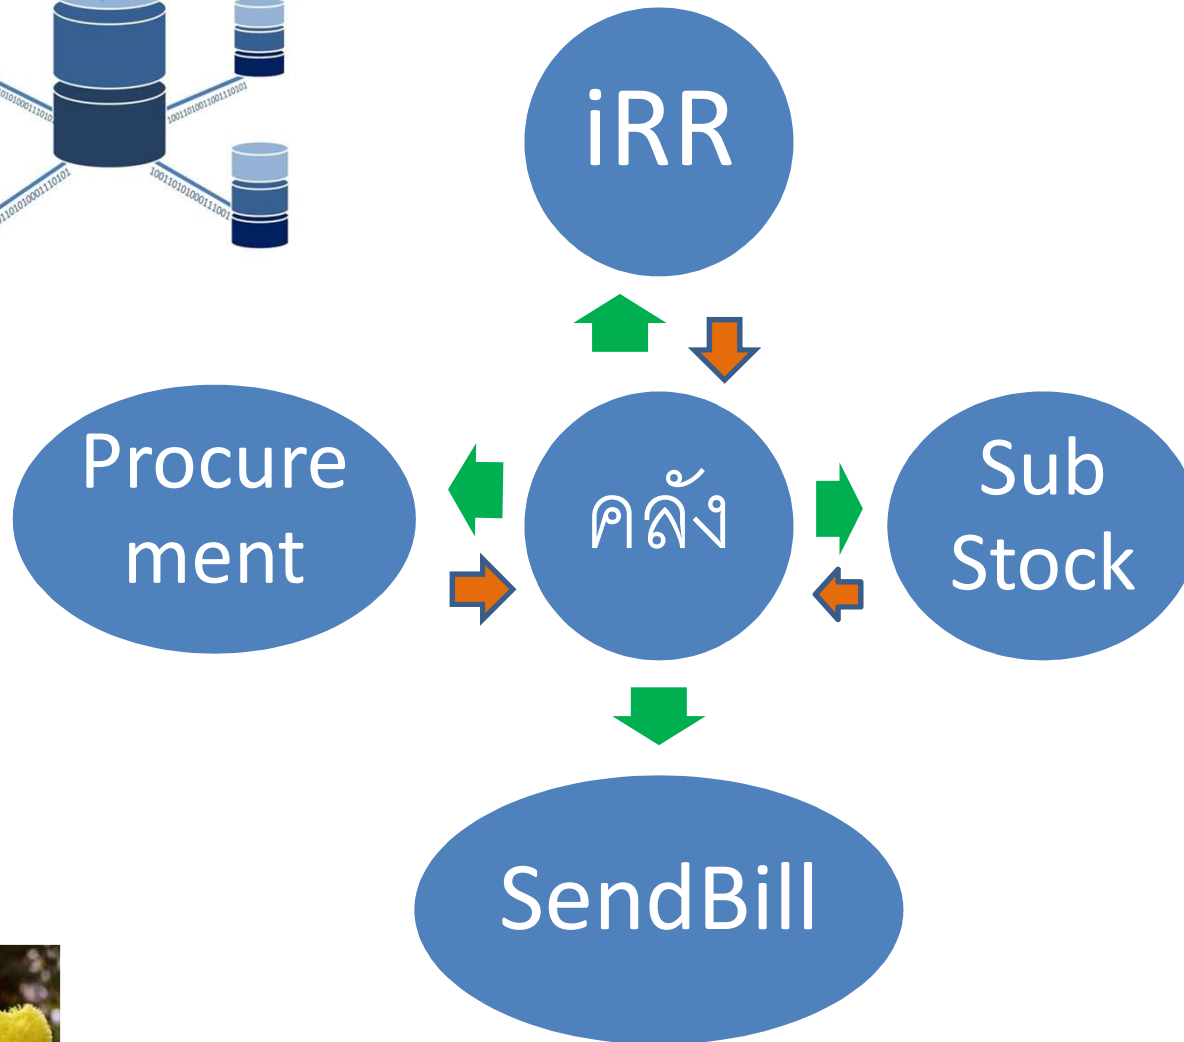 iRR
Procure
ment
คลัง
Sub
Stock
SendBill